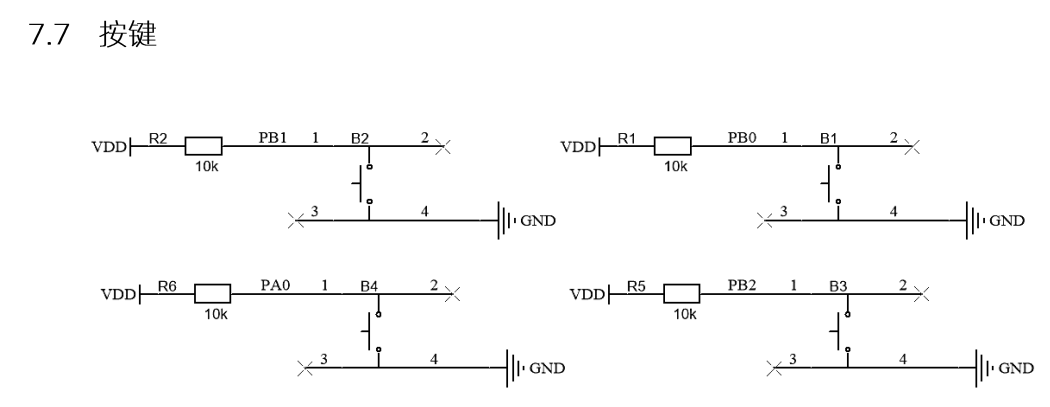 7.7 按键
VDD R2 PB1 1 B2 2
10k
3 4 GND
VDD R1 PB0 1 B1 2
10k
3 4 GND
VDD R6 PA0 1 B4 2
10k
3 4 GND
VDD R5 PB2 1 B3 2
10k
3 4 GND